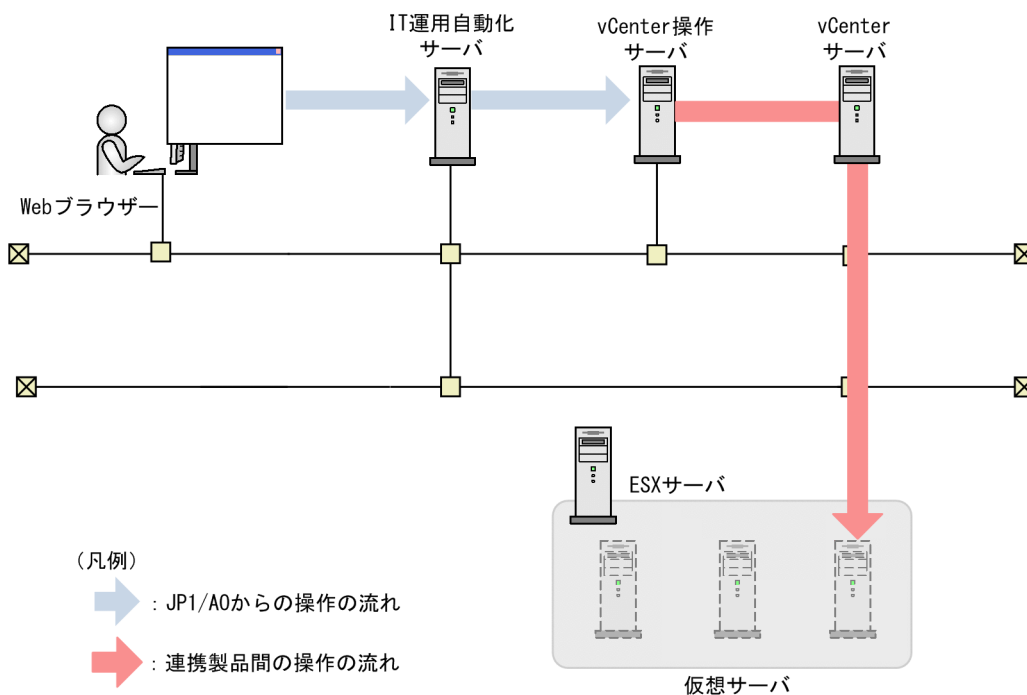 IT運用自動化
サーバ
vCenter操作
サーバ
vCenter
サーバ
Webブラウザー
ESXサーバ
(凡例)
: JP1/AOからの操作の流れ
: 連携製品間の操作の流れ
仮想サーバ